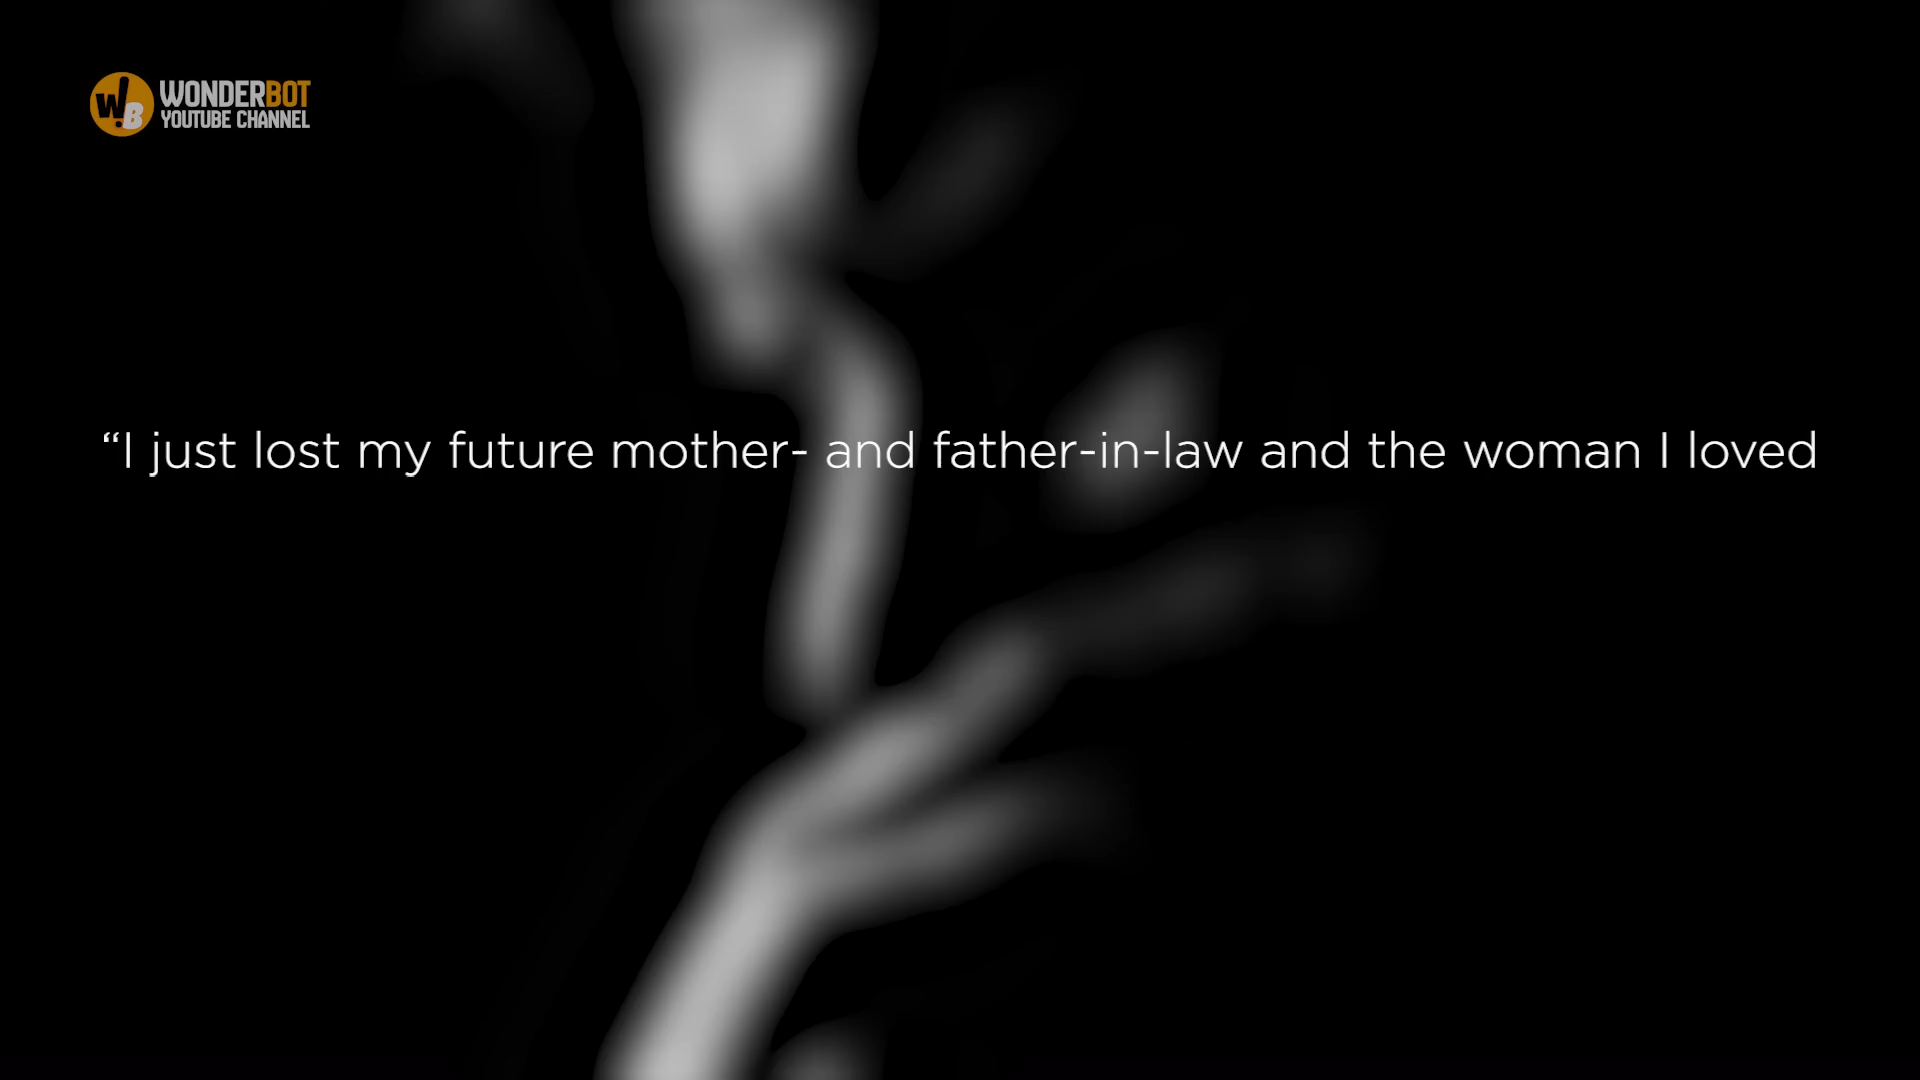 W!B
WONDERBOT
YOUTUBE CHANNEL
“I just lost my future mother- and father-in-law and the woman I loved